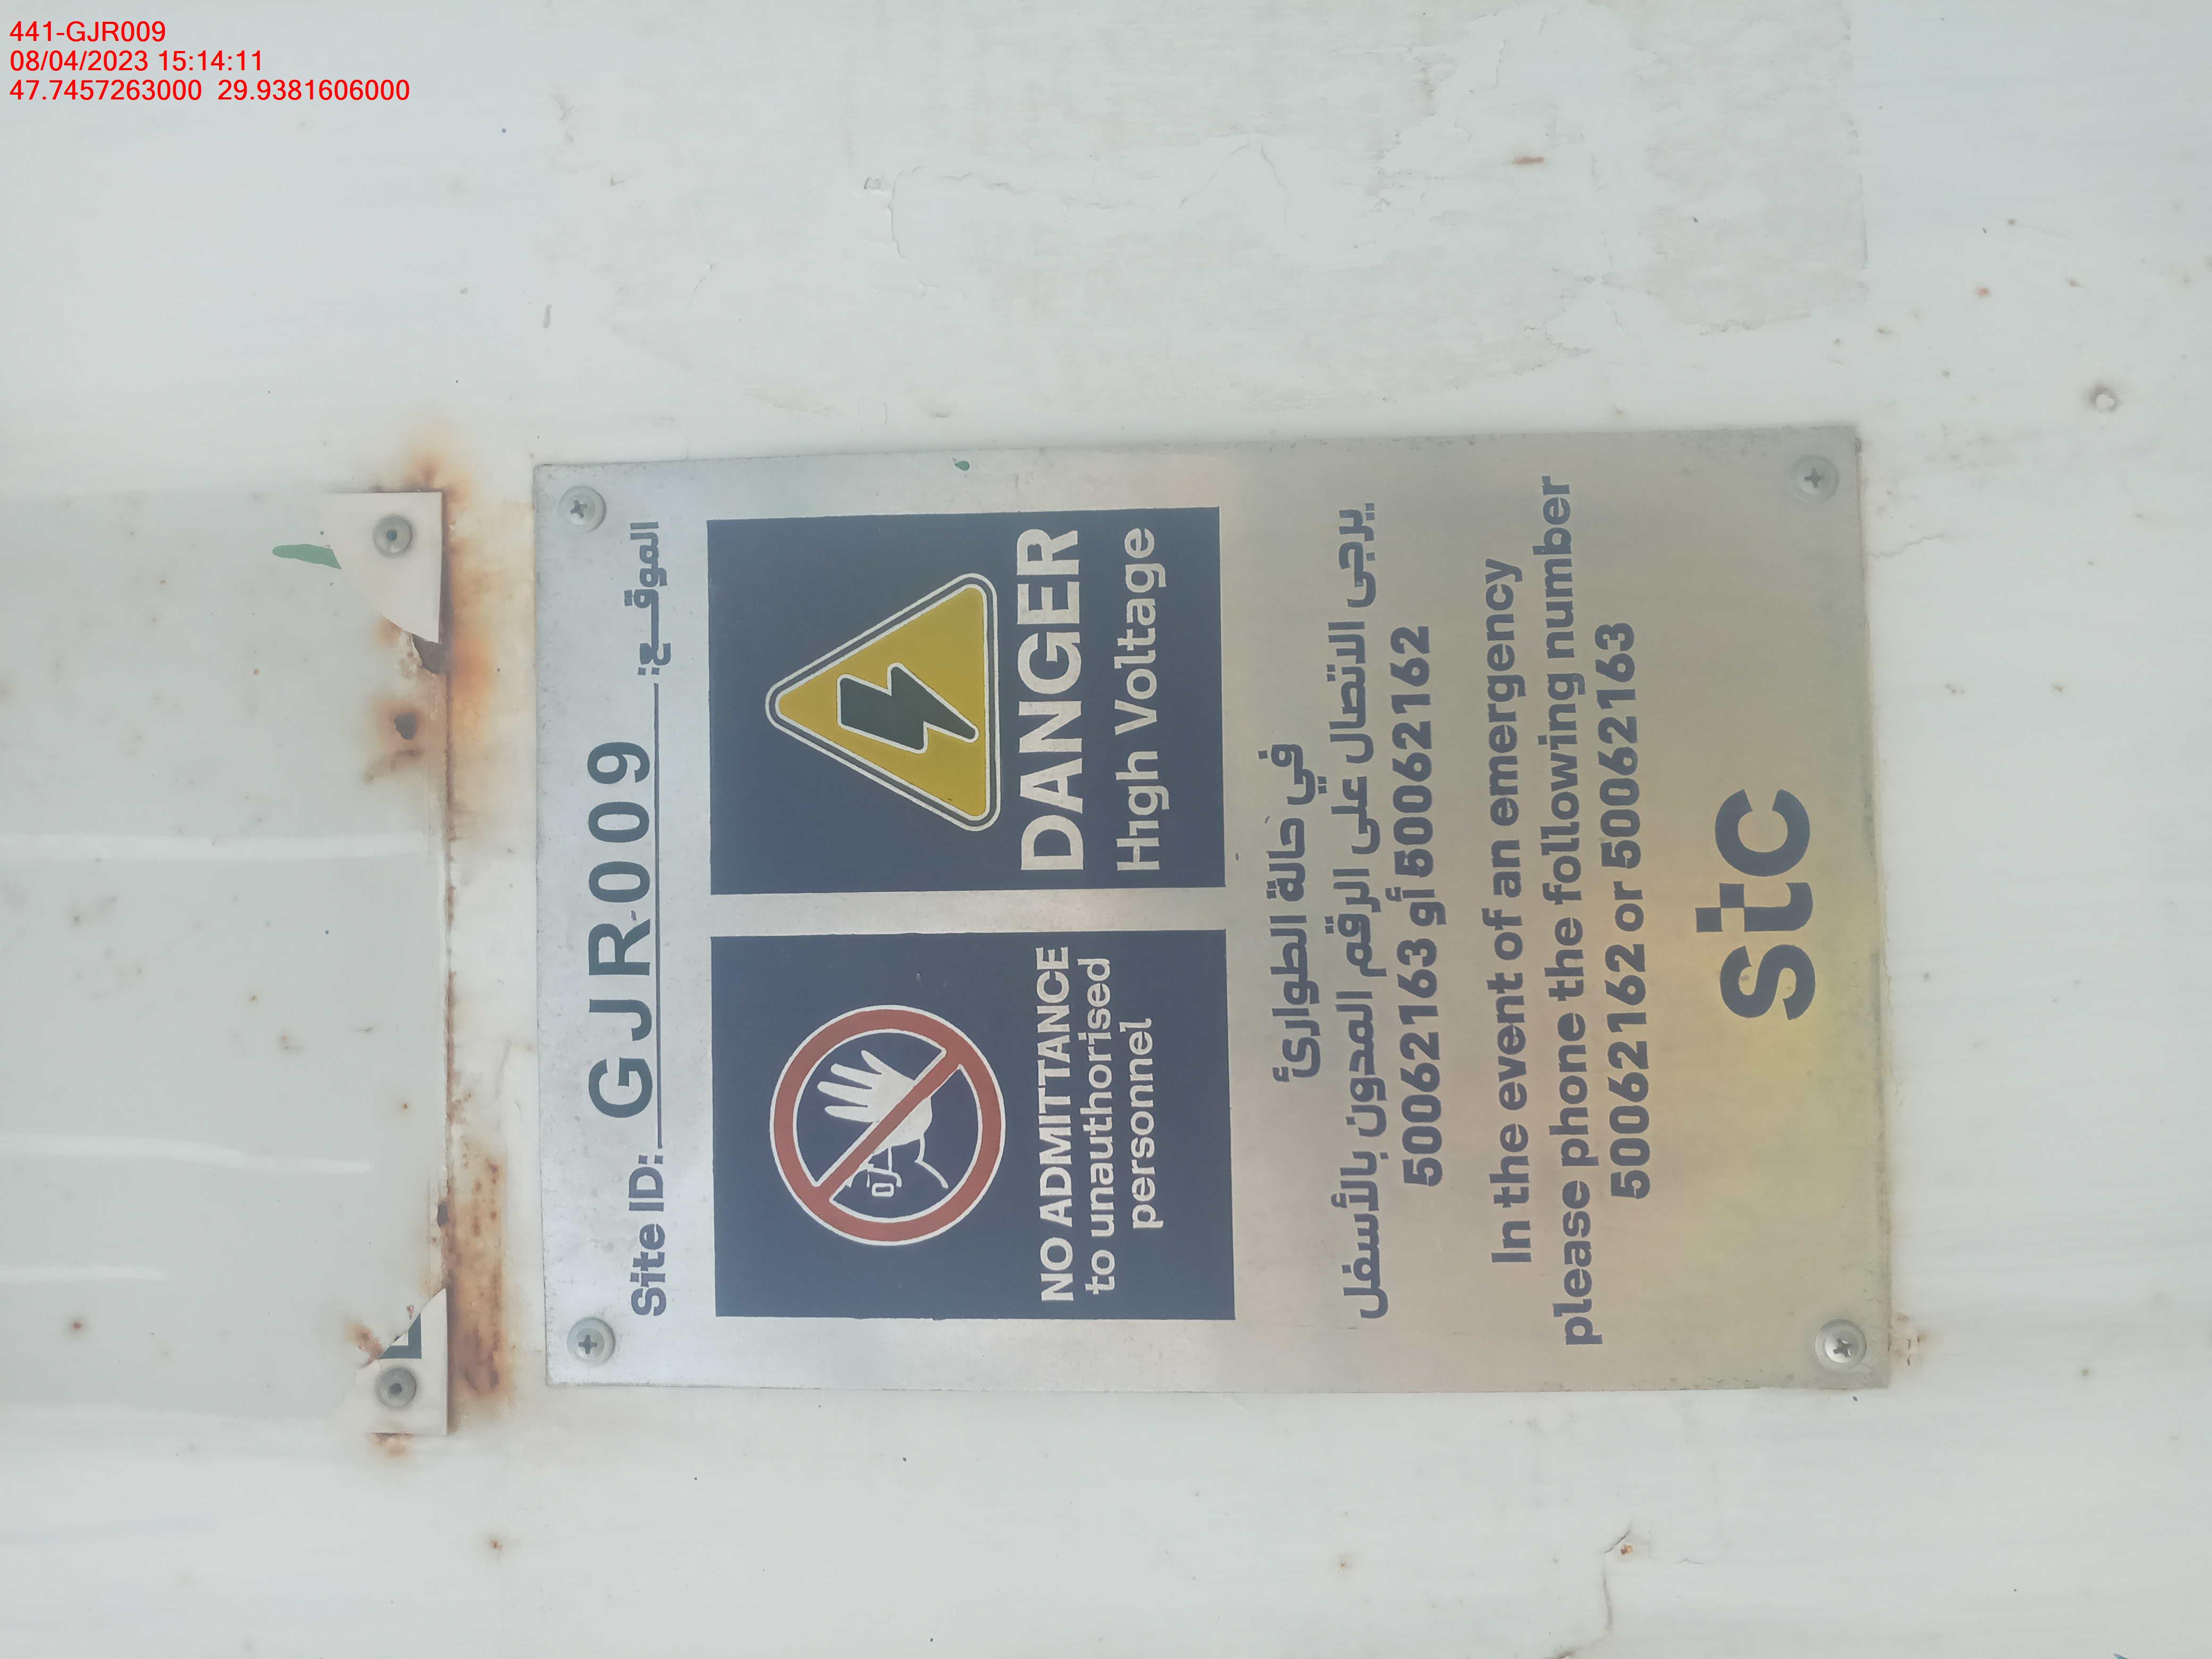 441-GJR009
08/04/2023 15:14:11
47.7457263000 29.9381606000
Site ID: GJR009 الموقع:
NO ADMITTANCE
to unauthorised
personnel
DANGER
High Voltage
في حالة الطوارئ
يرجى الاتصال على الرقم المدون بالأسفل
50062163 أو 50062162
In the event of an emergency
please phone the following number
50062162 or 50062163
stc